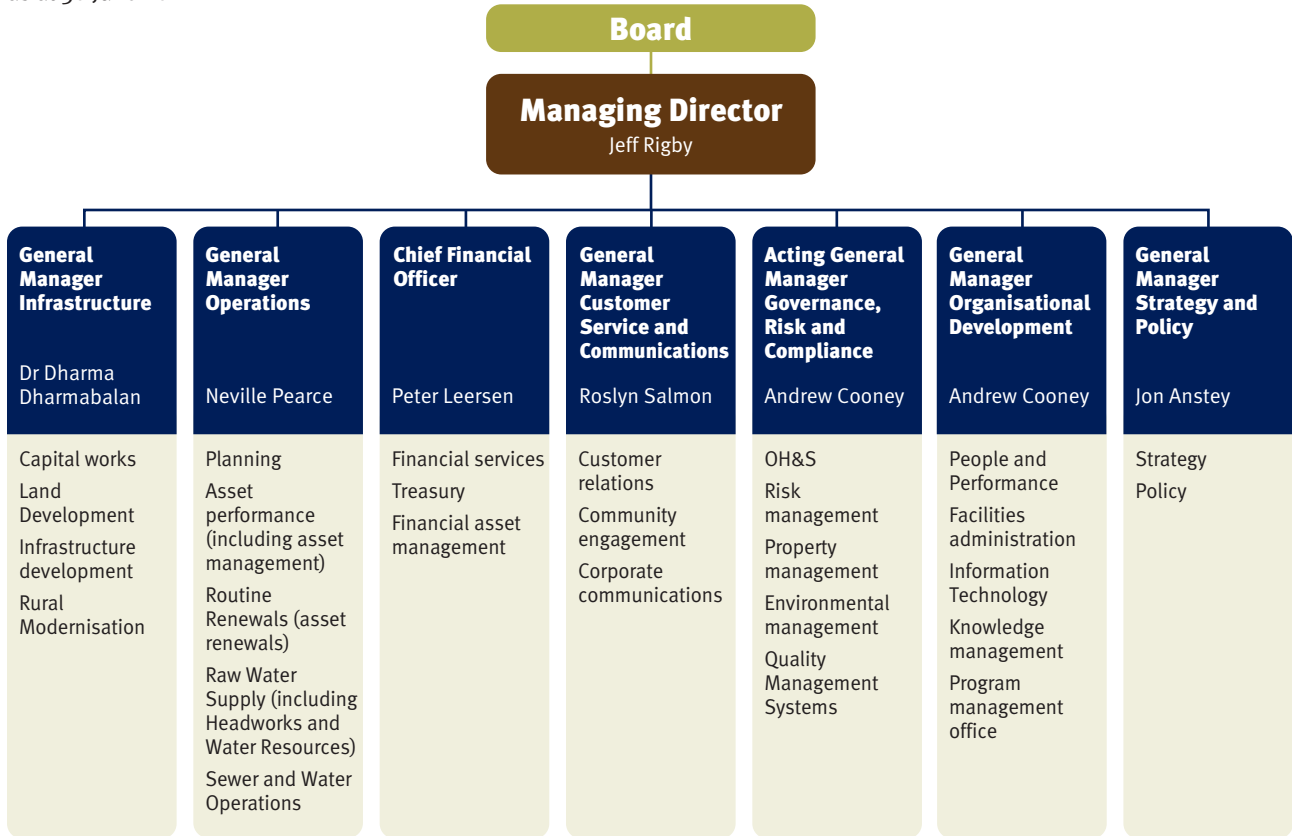 Board
Managing Director
Jeff Rigby
General
Manager
Infrastructure
Dr Dharma
Dharmabalan
Capital works
Land
Development
Infrastructure
development
Rural
Modernisation
General
Manager
Operations
Neville Pearce
Planning
Asset
performance
(including asset
management)
Routine
Renewals (asset
renewals)
Raw Water
Supply (including
Headworks and
Water Resources)
Sewer and Water
Operations
Chief Financial
Officer
Peter Leersen
Financial services
Treasury
Financial asset
management
General
Manager
Customer
Service and
Communications
Roslyn Salmon
Customer
relations
Community
engagement
Corporate
communications
Acting General
Manager
Governance,
Risk and
Compliance
Andrew Cooney
OH&S
Risk
management
Property
management
Environmental
management
Quality
Management
Systems
General
Manager
Organisational
Development
Andrew Cooney
People and
Performance
Facilities
administration
Information
Technology
Knowledge
management
Program
management
office
General
Manager
Strategy and
Policy
Jon Anstey
Strategy
Policy